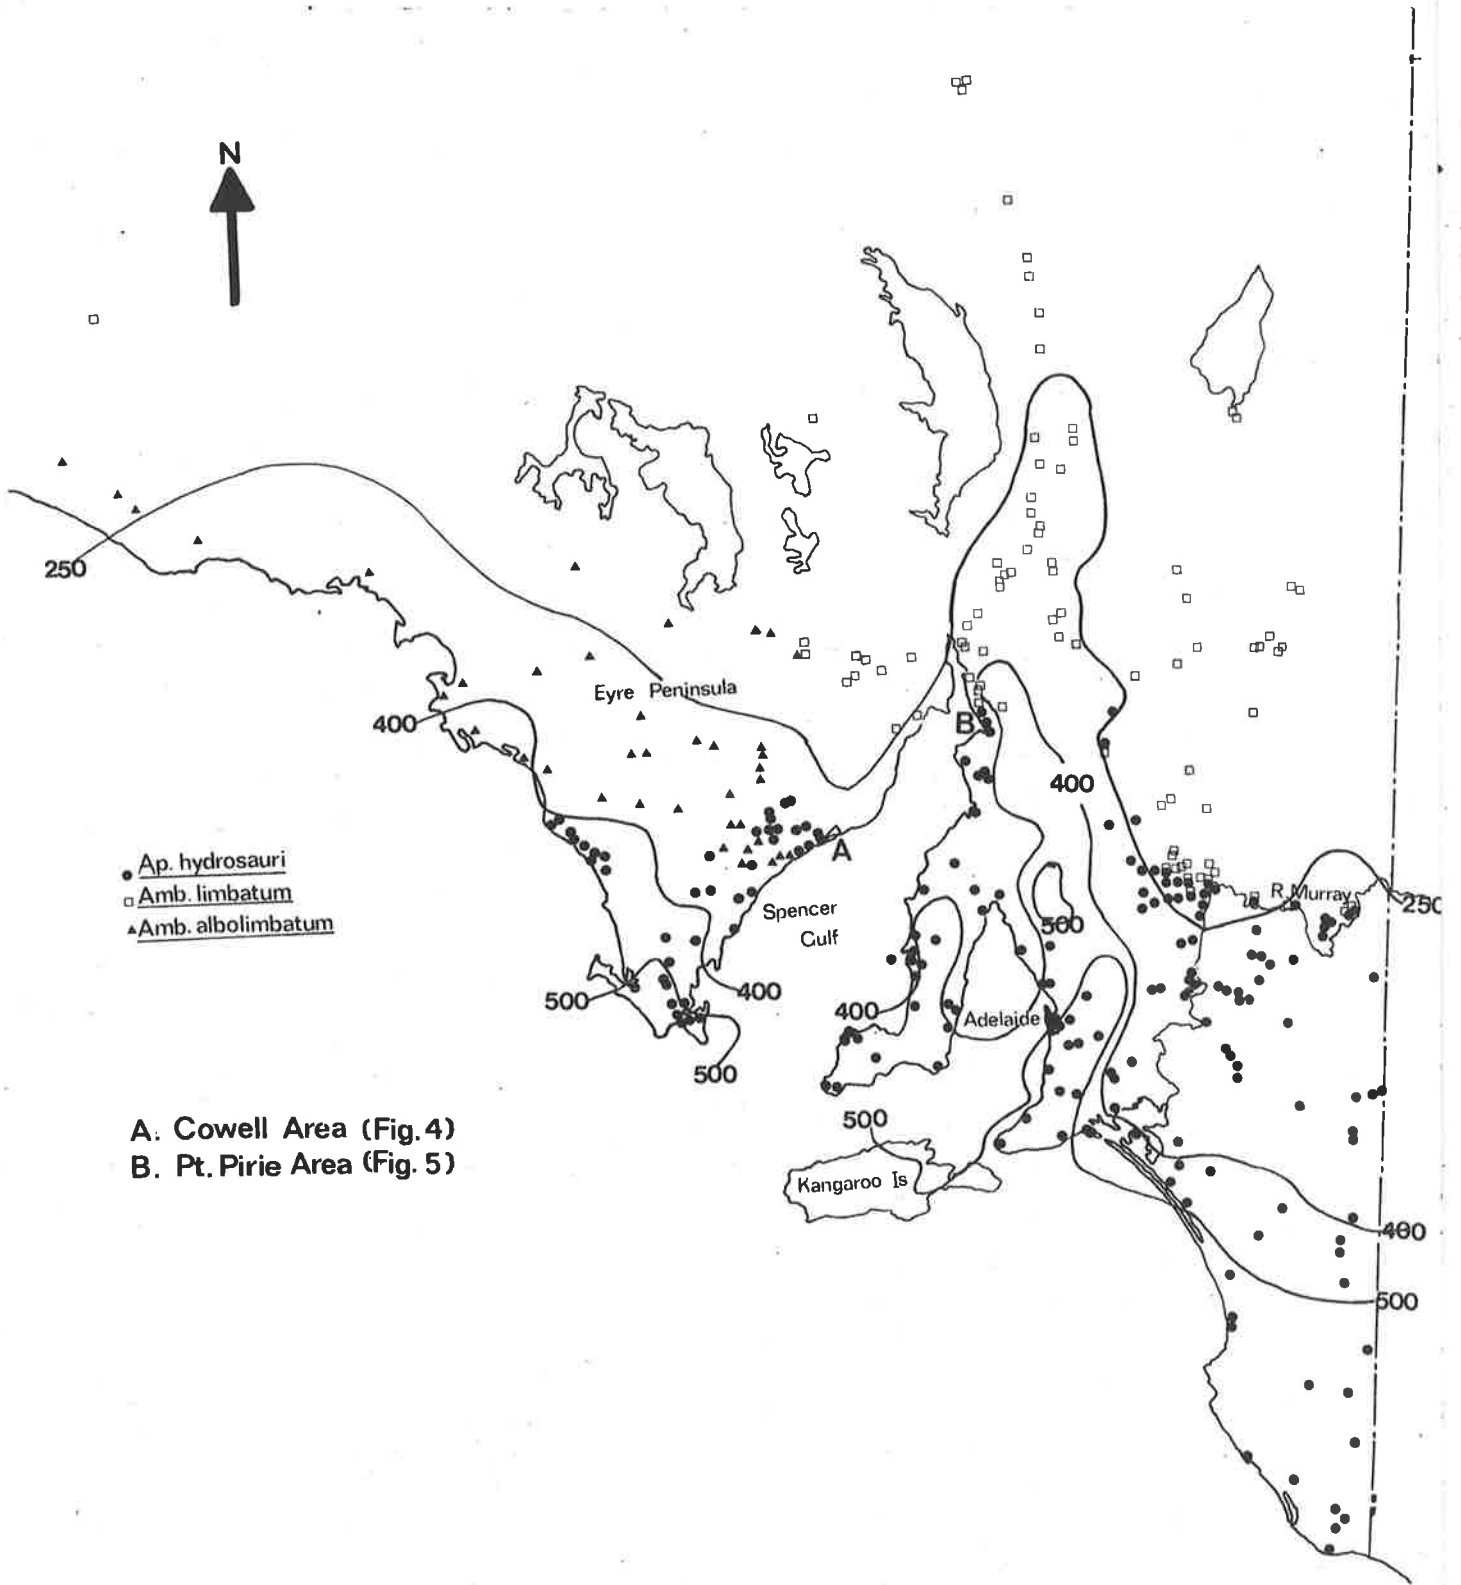 N
250
Eyre Peninsula
400
B
400
Ap. hydrosauri
Amb. limbatum
Amb. albolimbatum
A
Spencer
Gulf
R. Murray
250
500
500
400
400
Adelaide
500
500
Kangaroo Is
A. Cowell Area (Fig. 4)
B. Pt. Pirie Area (Fig. 5)
400
500